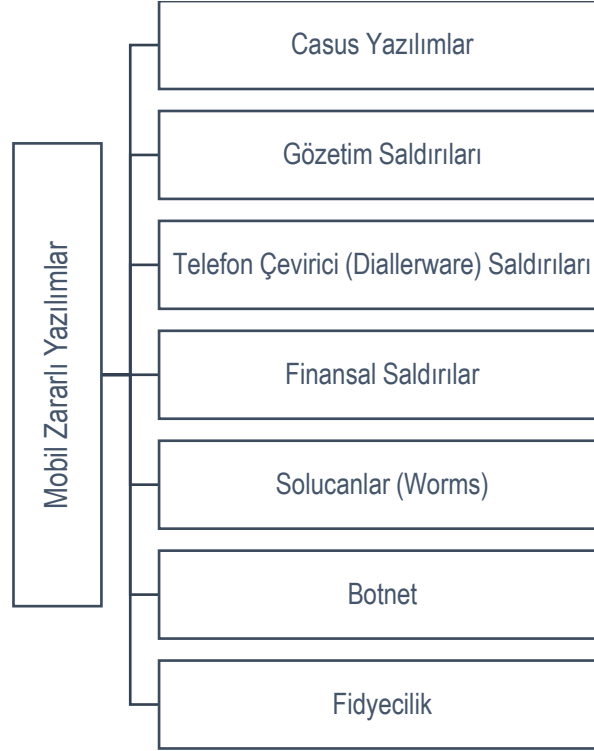 Mobil Zararlı Yazılımlar
Casus Yazılımlar
Gözetim Saldırıları
Telefon Çevirici (Diallerware) Saldırıları
Finansal Saldırılar
Solucanlar (Worms)
Botnet
Fidyecilik